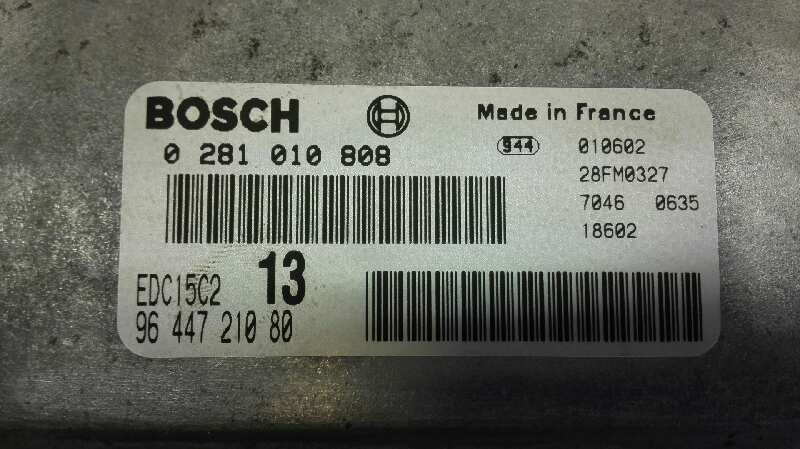 BOSCH Made in France
0 281 010 808 944 010602
28FM0327
7046 0635
18602
EDC15C2 13
96 447 210 80